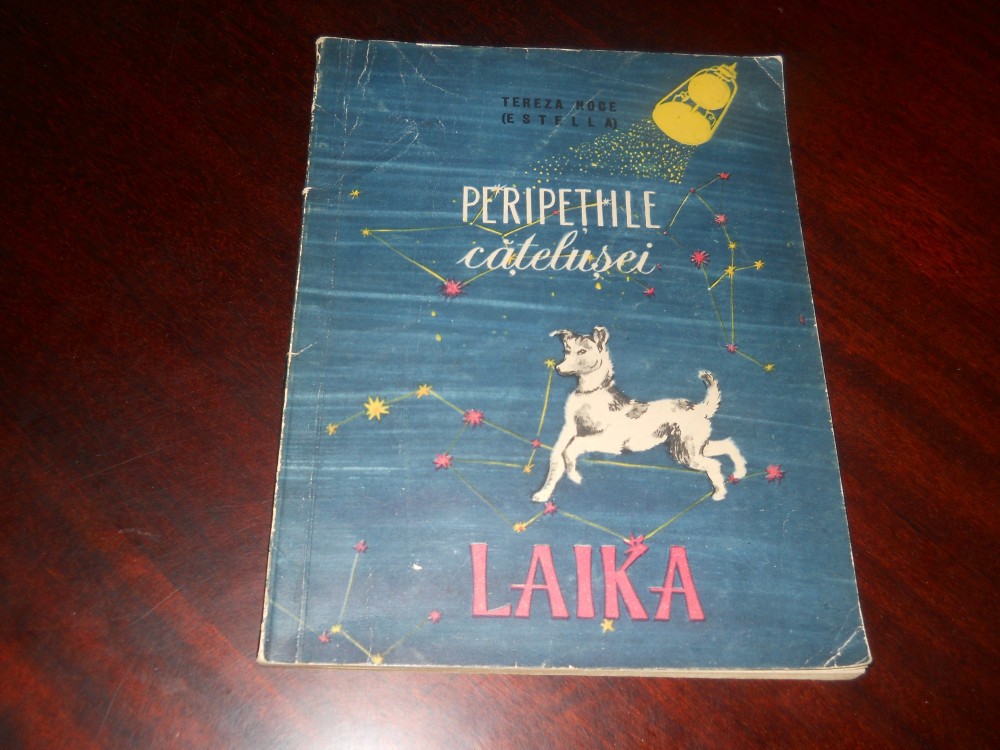 TEREZA NOCE
(ESTELLA)
PERIPEȚIILE
cățelușei
LAIKA